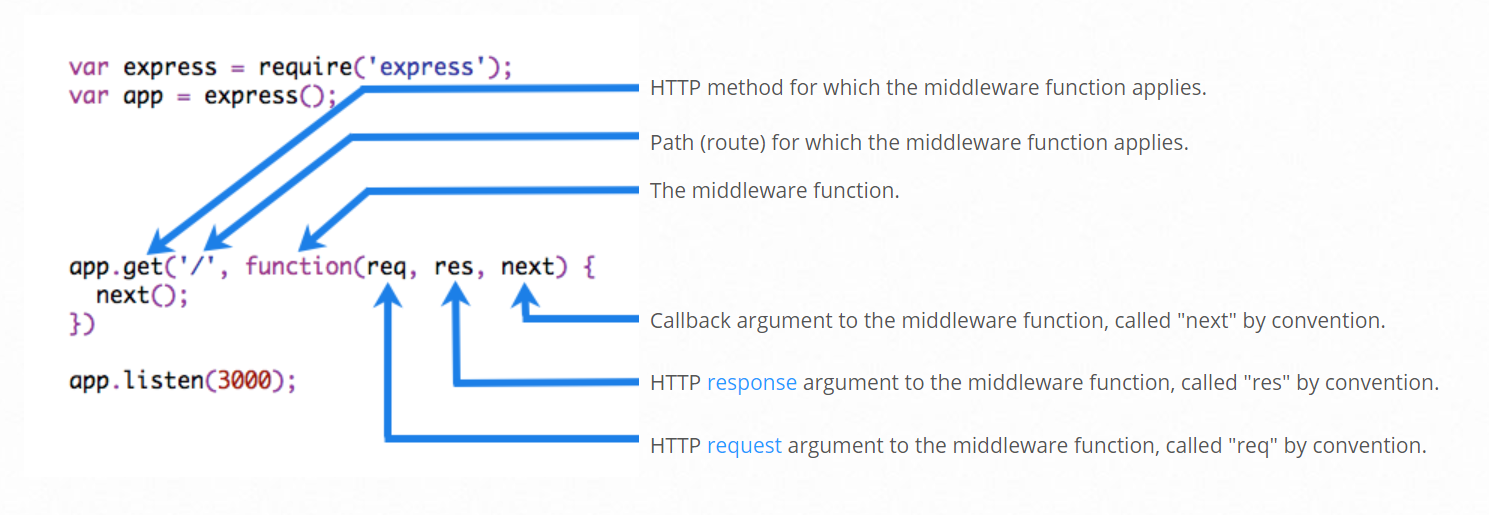 var express = require('express');
var app = express();
HTTP method for which the middleware function applies.
Path (route) for which the middleware function applies.
The middleware function.
app.get('/', function(req, res, next) {
next();
})
Callback argument to the middleware function, called "next" by convention.
app.listen(3000);
HTTP response argument to the middleware function, called "res" by convention.
HTTP request argument to the middleware function, called "req" by convention.